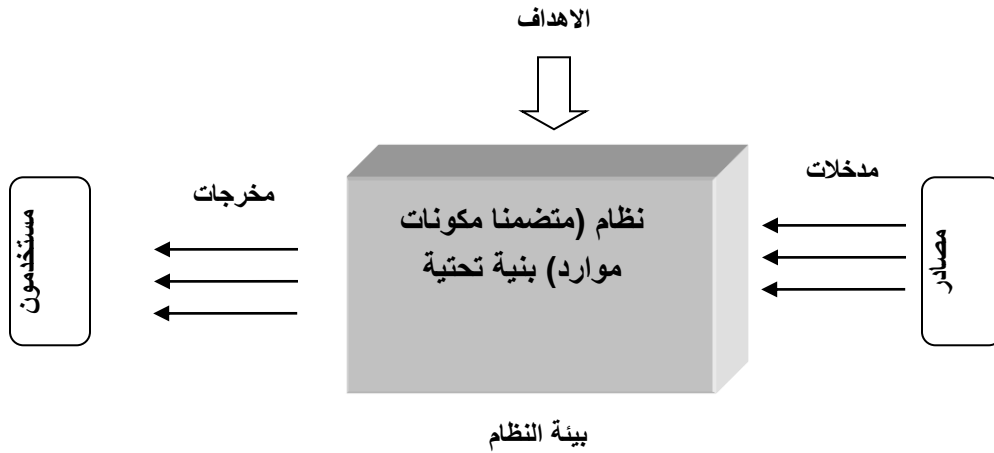 الاهداف
مدخلات
مصادر
نظام (متضمنا مكونات
موارد) بنية تحتية
مخرجات
مستخدمون
بيئة النظام